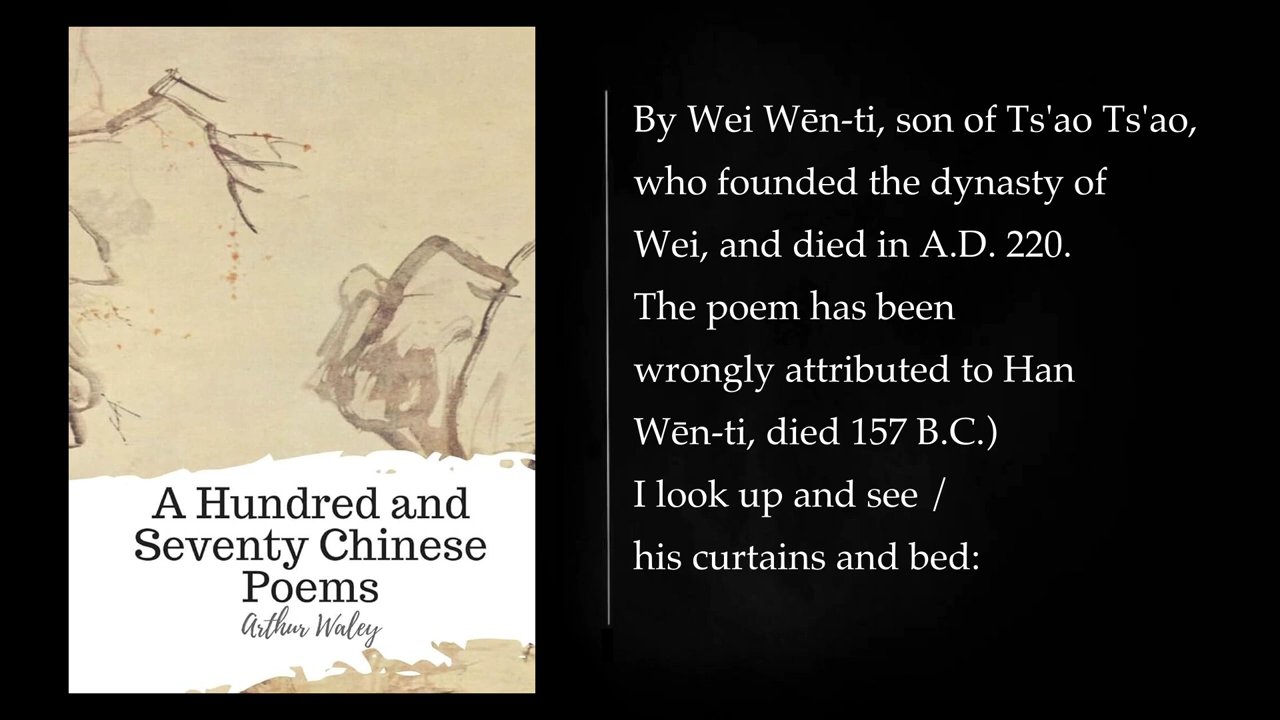 A Hundred and
Seventy Chinese
Poems
Arthur Waley
By Wei Wēn-ti, son of Ts'ao Ts'ao,
who founded the dynasty of
Wei, and died in A.D. 220.
The poem has been
wrongly attributed to Han
Wēn-ti, died 157 B.C.)
I look up and see /
his curtains and bed: